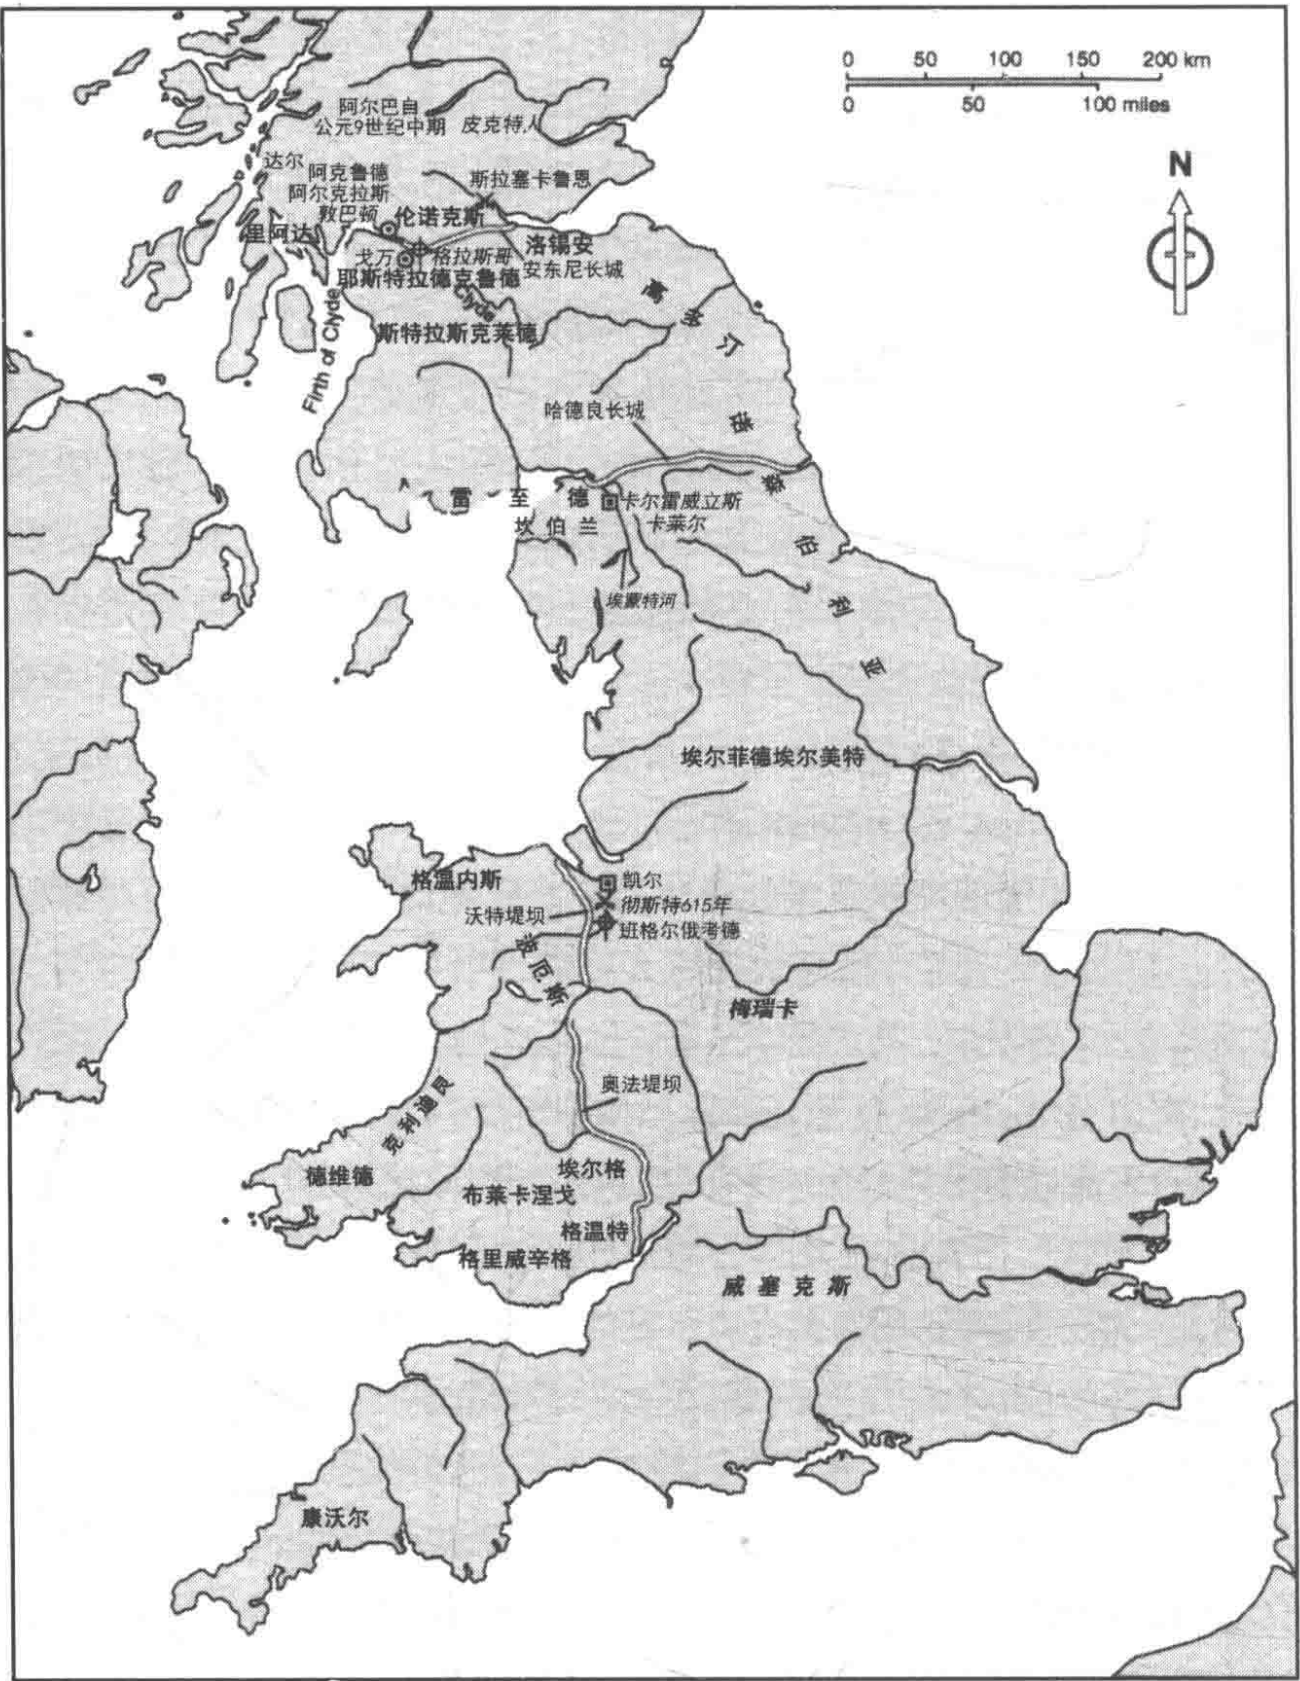 0 50 100 150 200 km
0 50 100 miles
N
阿尔巴自
公元9世纪中期
皮克特人
达尔
里阿达
阿克鲁德
阿尔克拉斯
敦巴顿
斯拉塞卡鲁恩
伦诺克斯
戈万
格拉斯哥
洛锡安
安东尼长城
耶斯特拉德克鲁德
Clyde
Firth of Clyde
斯特拉斯克莱德
高多汀
诺森伯利亚
哈德良长城
雷至德
卡尔雷威立斯
卡莱尔
坎伯兰
埃蒙特河
埃尔菲德埃尔美特
格温内斯
凯尔
彻斯特615年
沃特堤坝
班格尔俄考德
波厄斯
梅瑞卡
奥法堤坝
克利迪艮
德维德
埃尔格
布莱卡涅戈
格温特
格里威辛格
威塞克斯
康沃尔